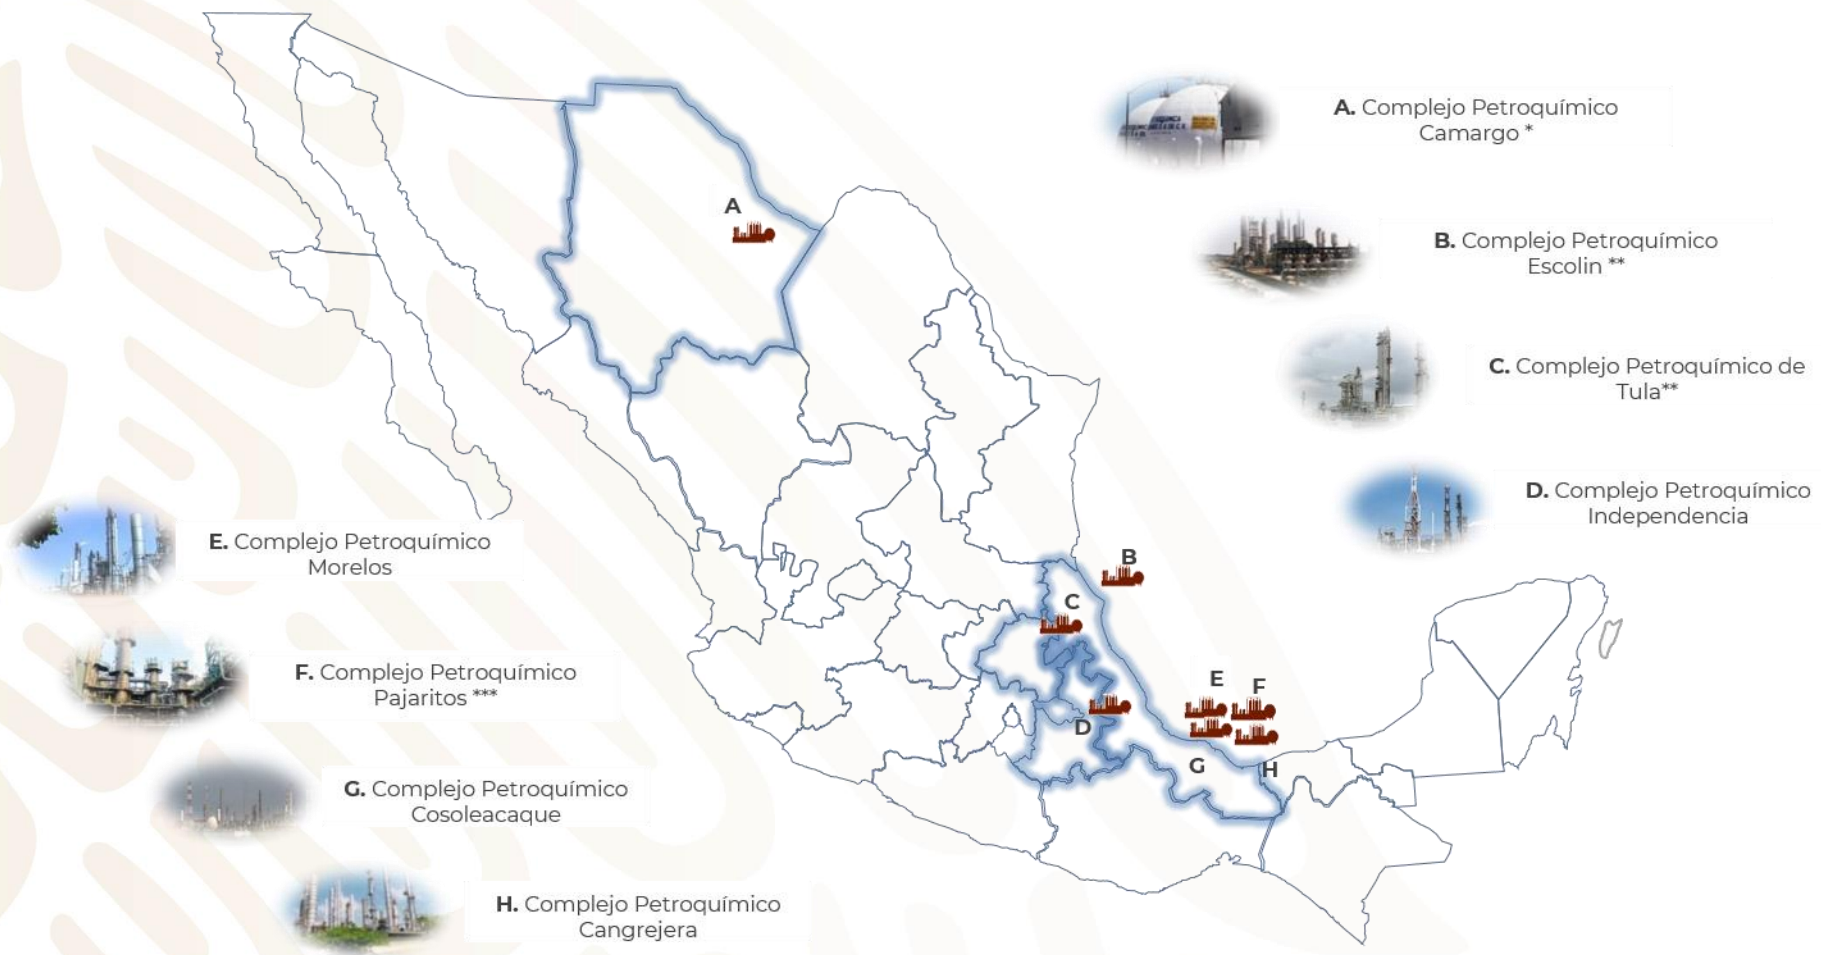 A. Complejo Petroquímico
Camargo *
B. Complejo Petroquímico
Escolin **
C. Complejo Petroquímico de
Tula**
D. Complejo Petroquímico
Independencia
E. Complejo Petroquímico
Morelos
F. Complejo Petroquímico
Pajaritos ***
G. Complejo Petroquímico
Cosoleacaque
H. Complejo Petroquímico
Cangrejera
A
B
C
D
E
F
G
H